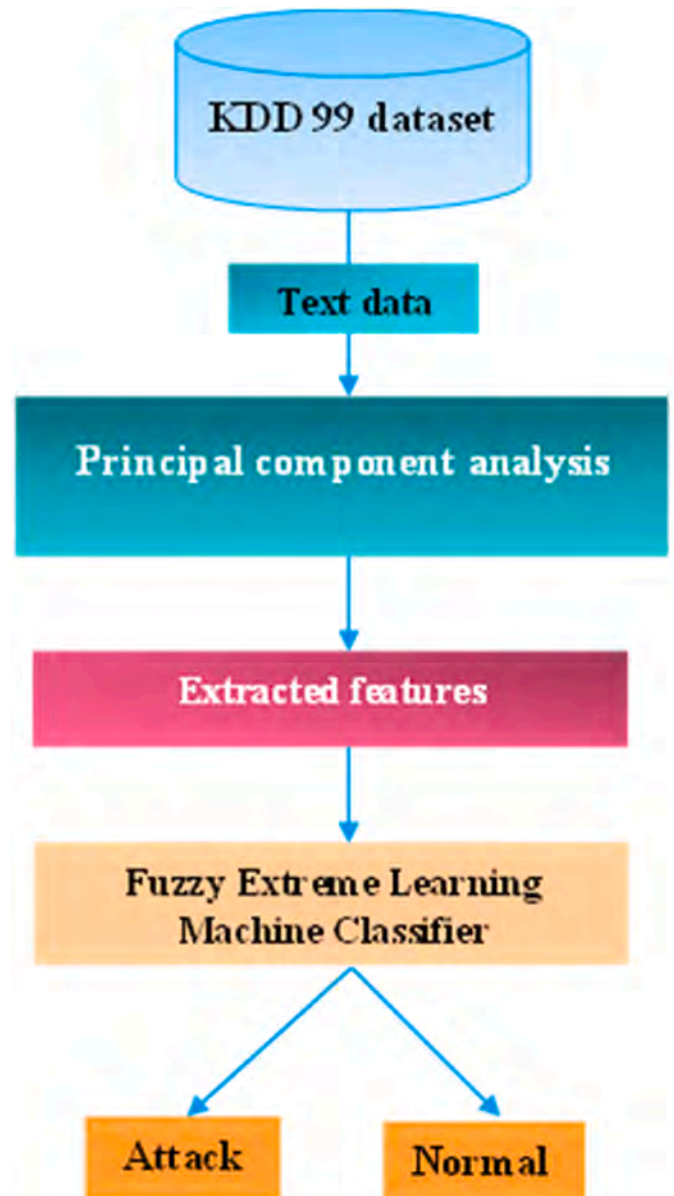 KDD 99 dataset
Text data
Principal component analysis
Extracted features
Fuzzy Extreme Learning
Machine Classifier
Attack
Normal